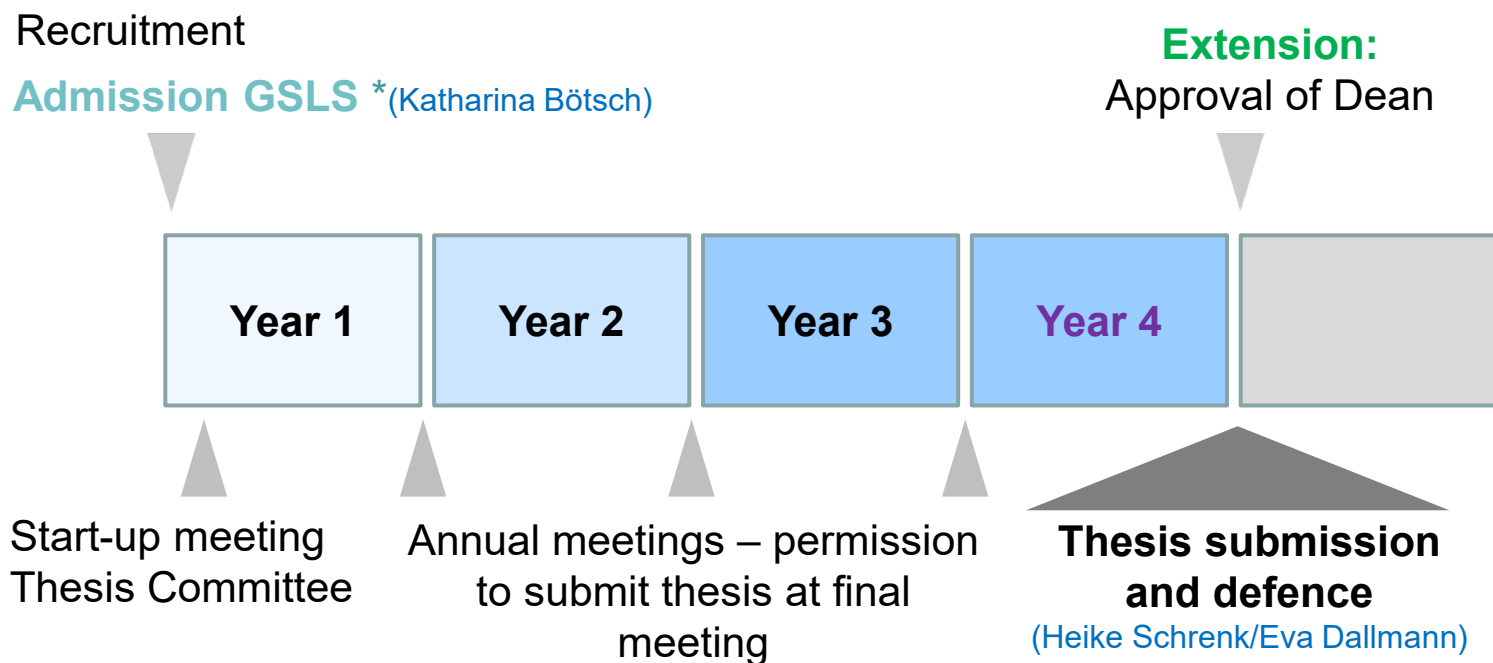 Recruitment
Admission GSLS *(Katharina Bötsch)
Extension:
Approval of Dean
Year 1
Year 2
Year 3
Year 4
Start-up meeting
Thesis Committee
Annual meetings – permission
to submit thesis at final
meeting
Thesis submission
and defence
(Heike Schrenk/Eva Dallmann)